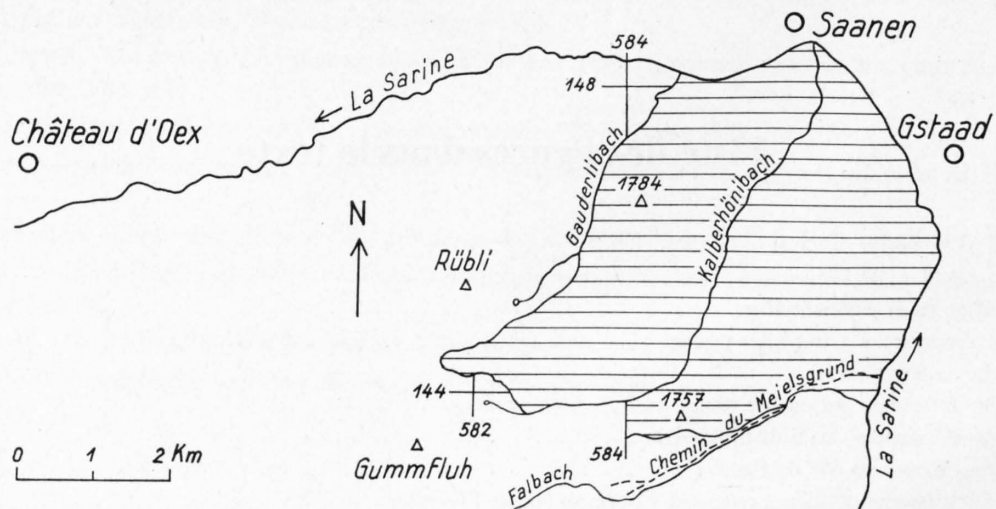 Saanen
584
La Sarine
148
Château d'Oex
Gstaad
Gauderlibach
1784
Kalberhönibach
N
Rübli
144
1757
Chemin du Meielsgrund
La Sarine
582
584
0 1 2 Km
Gummfluh
Falbach